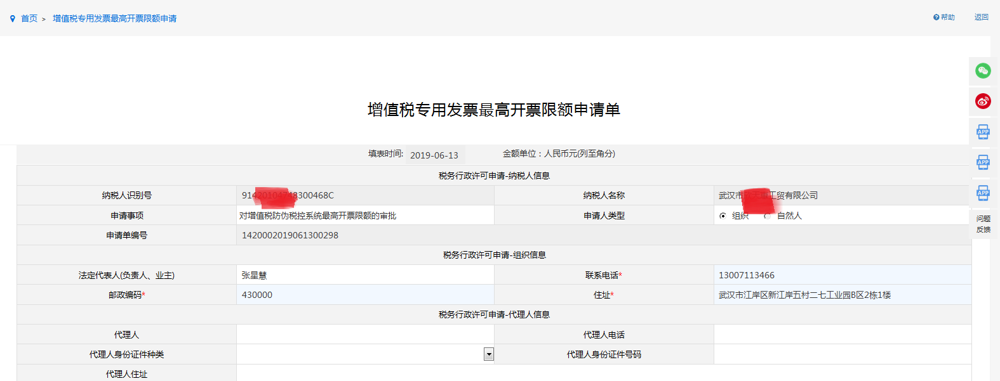 首页 > 增值税专用发票最高开票限额申请
帮助 返回
增值税专用发票最高开票限额申请单
填表时间: 2019-06-13 金额单位：人民币元(列至角分)
税务行政许可申请-纳税人信息
纳税人识别号 91420104748300468C 纳税人名称 武汉市 工贸有限公司
申请事项 对增值税防伪税控系统最高开票限额的审批 申请人类型 组织 自然人
申请单编号 1420002019061300298
税务行政许可申请-组织信息
法定代表人(负责人、业主) 张星慧 联系电话* 13007113466
邮政编码* 430000 住址* 武汉市江岸区新江岸五村二七工业园B区2栋1楼
税务行政许可申请-代理人信息
代理人 代理人电话
代理人身份证件种类 代理人身份证件号码
代理人住址
APP
APP
APP
问题
反馈